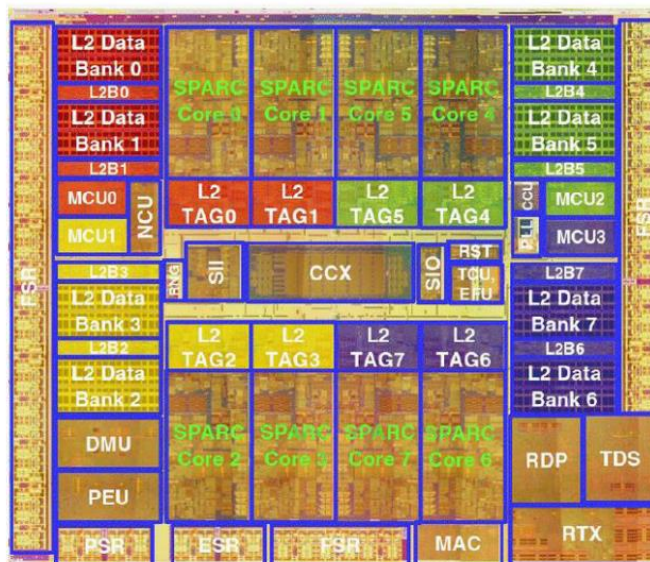 L2 Data
Bank 0
L2B0
L2 Data
Bank 1
L2B1
MCU0
NCU
MCU1
SPARC
Core 0
SPARC
Core 1
SPARC
Core 5
SPARC
Core 4
L2
TAG0
L2
TAG1
L2
TAG5
L2
TAG4
L2 Data
Bank 4
L2B4
L2 Data
Bank 5
L2B5
CCU
MCU2
PLL
MCU3
FSR
FSR
RNG
SII
CCX
SIO
RST
TCU,
EFU
L2B3
L2 Data
Bank 3
L2B2
L2 Data
Bank 2
DMU
PEU
L2
TAG2
L2
TAG3
L2
TAG7
L2
TAG6
SPARC
Core 2
SPARC
Core 3
SPARC
Core 7
SPARC
Core 6
L2B7
L2 Data
Bank 7
L2B6
L2 Data
Bank 6
RDP
TDS
RTX
PSR
ESR
FSR
MAC